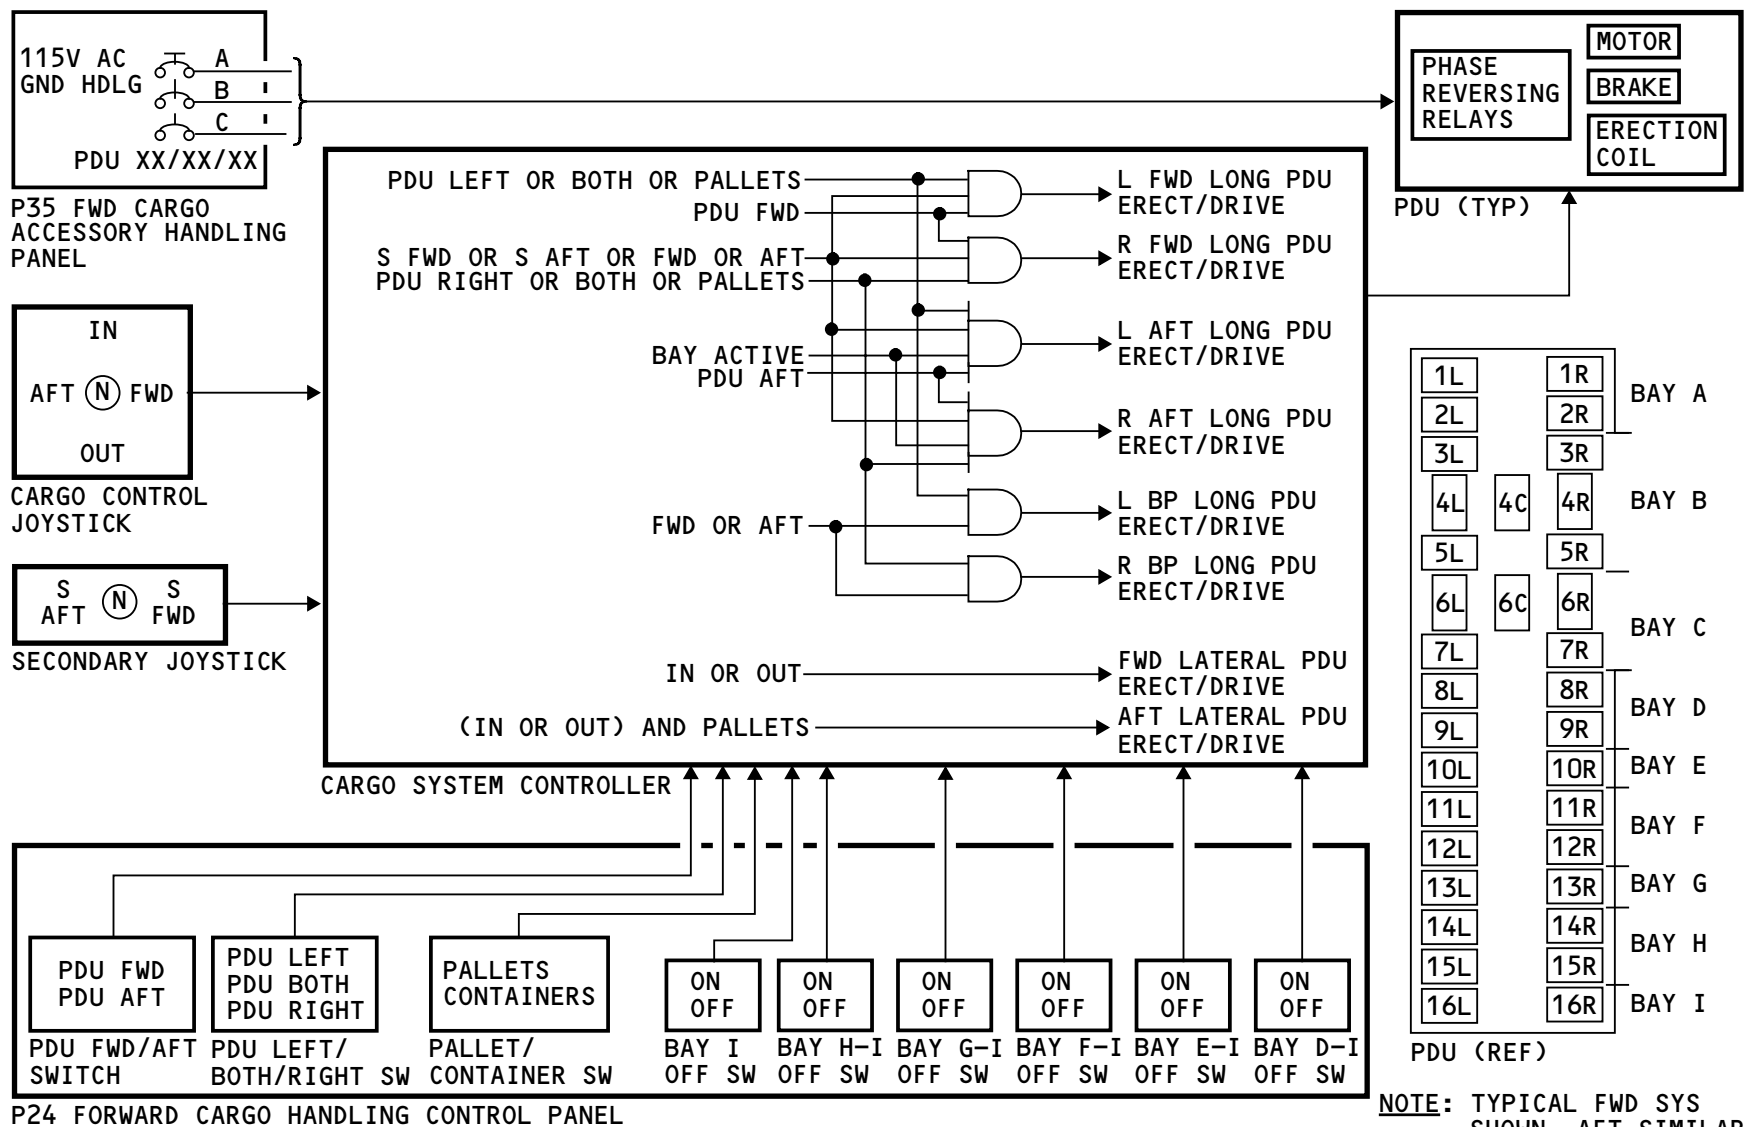 115V AC
GND HDLG
A
B
C
PDU XX/XX/XX
P35 FWD CARGO
ACCESSORY HANDLING
PANEL
PHASE
REVERSING
RELAYS
MOTOR
BRAKE
ERECTION
COIL
PDU (TYP)
IN
AFT N FWD
OUT
CARGO CONTROL
JOYSTICK
S S
AFT N FWD
SECONDARY JOYSTICK
PDU LEFT OR BOTH OR PALLETS
PDU FWD
S FWD OR S AFT OR FWD OR AFT
PDU RIGHT OR BOTH OR PALLETS
BAY ACTIVE
PDU AFT
FWD OR AFT
IN OR OUT
(IN OR OUT) AND PALLETS
L FWD LONG PDU
ERECT/DRIVE
R FWD LONG PDU
ERECT/DRIVE
L AFT LONG PDU
ERECT/DRIVE
R AFT LONG PDU
ERECT/DRIVE
L BP LONG PDU
ERECT/DRIVE
R BP LONG PDU
ERECT/DRIVE
FWD LATERAL PDU
ERECT/DRIVE
AFT LATERAL PDU
ERECT/DRIVE
CARGO SYSTEM CONTROLLER
1L 1R BAY A
2L 2R
3L 3R
4L 4C 4R BAY B
5L 5R
6L 6C 6R BAY C
7L 7R
8L 8R BAY D
9L 9R
10L 10R BAY E
11L 11R BAY F
12L 12R
13L 13R BAY G
14L 14R BAY H
15L 15R
16L 16R BAY I
PDU (REF)
PDU FWD
PDU AFT
PDU FWD/AFT
SWITCH
PDU LEFT
PDU BOTH
PDU RIGHT
PDU LEFT/
BOTH/RIGHT SW
PALLETS
CONTAINERS
PALLET/
CONTAINER SW
ON
OFF
BAY I
OFF SW
ON
OFF
BAY H-I
OFF SW
ON
OFF
BAY G-I
OFF SW
ON
OFF
BAY F-I
OFF SW
ON
OFF
BAY E-I
OFF SW
ON
OFF
BAY D-I
OFF SW
P24 FORWARD CARGO HANDLING CONTROL PANEL
NOTE: TYPICAL FWD SYS
SHOWN, AFT SIMILAR